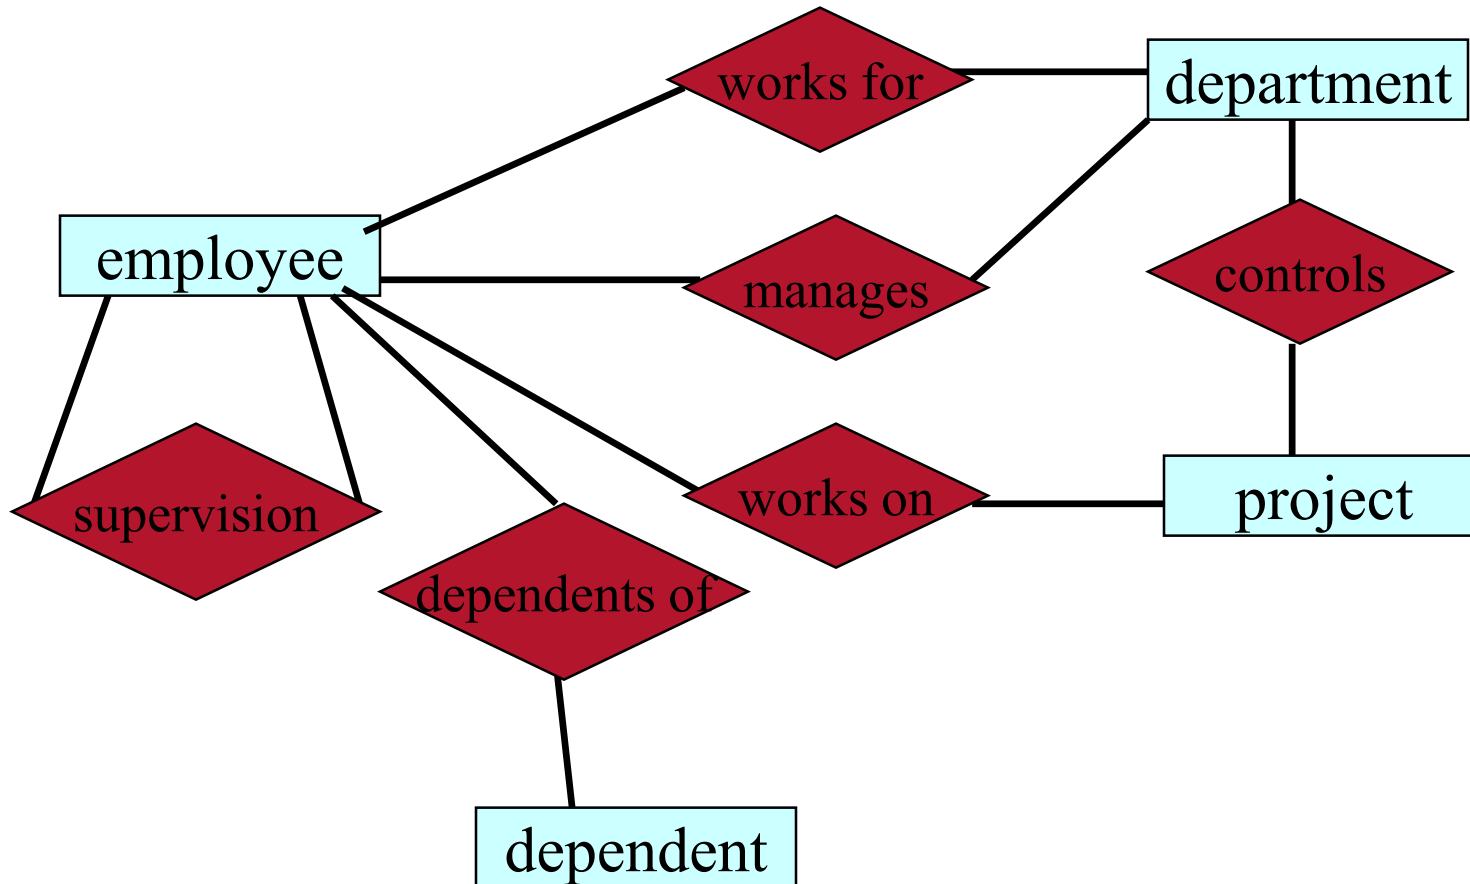 works for
department
employee
manages
controls
supervision
works on
project
dependents of
dependent